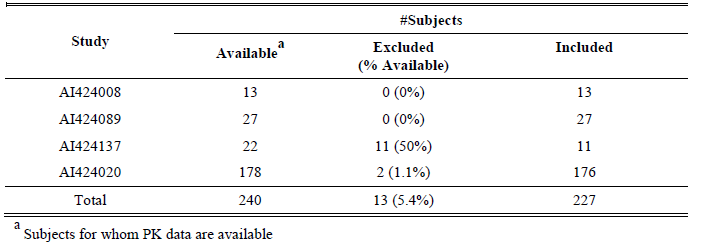 #Subjects
Study
Available a
Excluded
(% Available)
Included
AI424008 13 0 (0%) 13
AI424089 27 0 (0%) 27
AI424137 22 11 (50%) 11
AI424020 178 2 (1.1%) 176
Total 240 13 (5.4%) 227
a Subjects for whom PK data are available